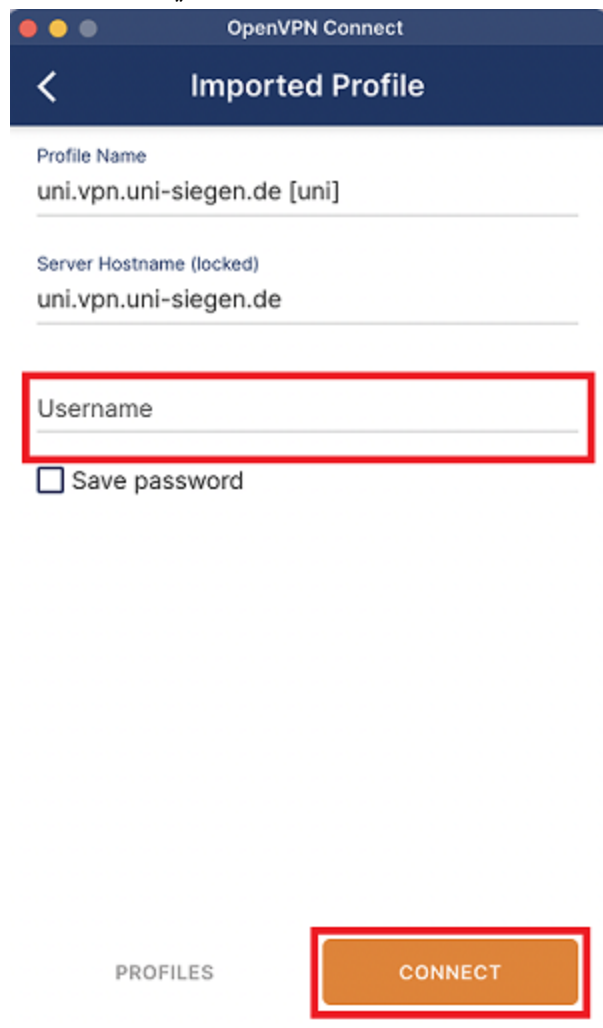 OpenVPN Connect
Imported Profile
Profile Name
uni.vpn.uni-siegen.de [uni]
Server Hostname (locked)
uni.vpn.uni-siegen.de
Username
Save password
PROFILES
CONNECT